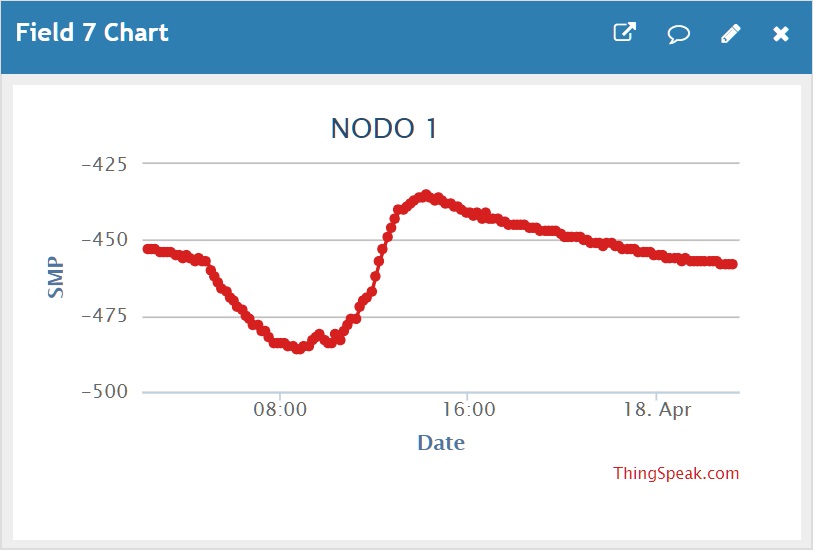 Field 7 Chart
NODO 1
−425
−450
−475
−500
SMP
08:00 16:00 18. Apr
Date
ThingSpeak.com